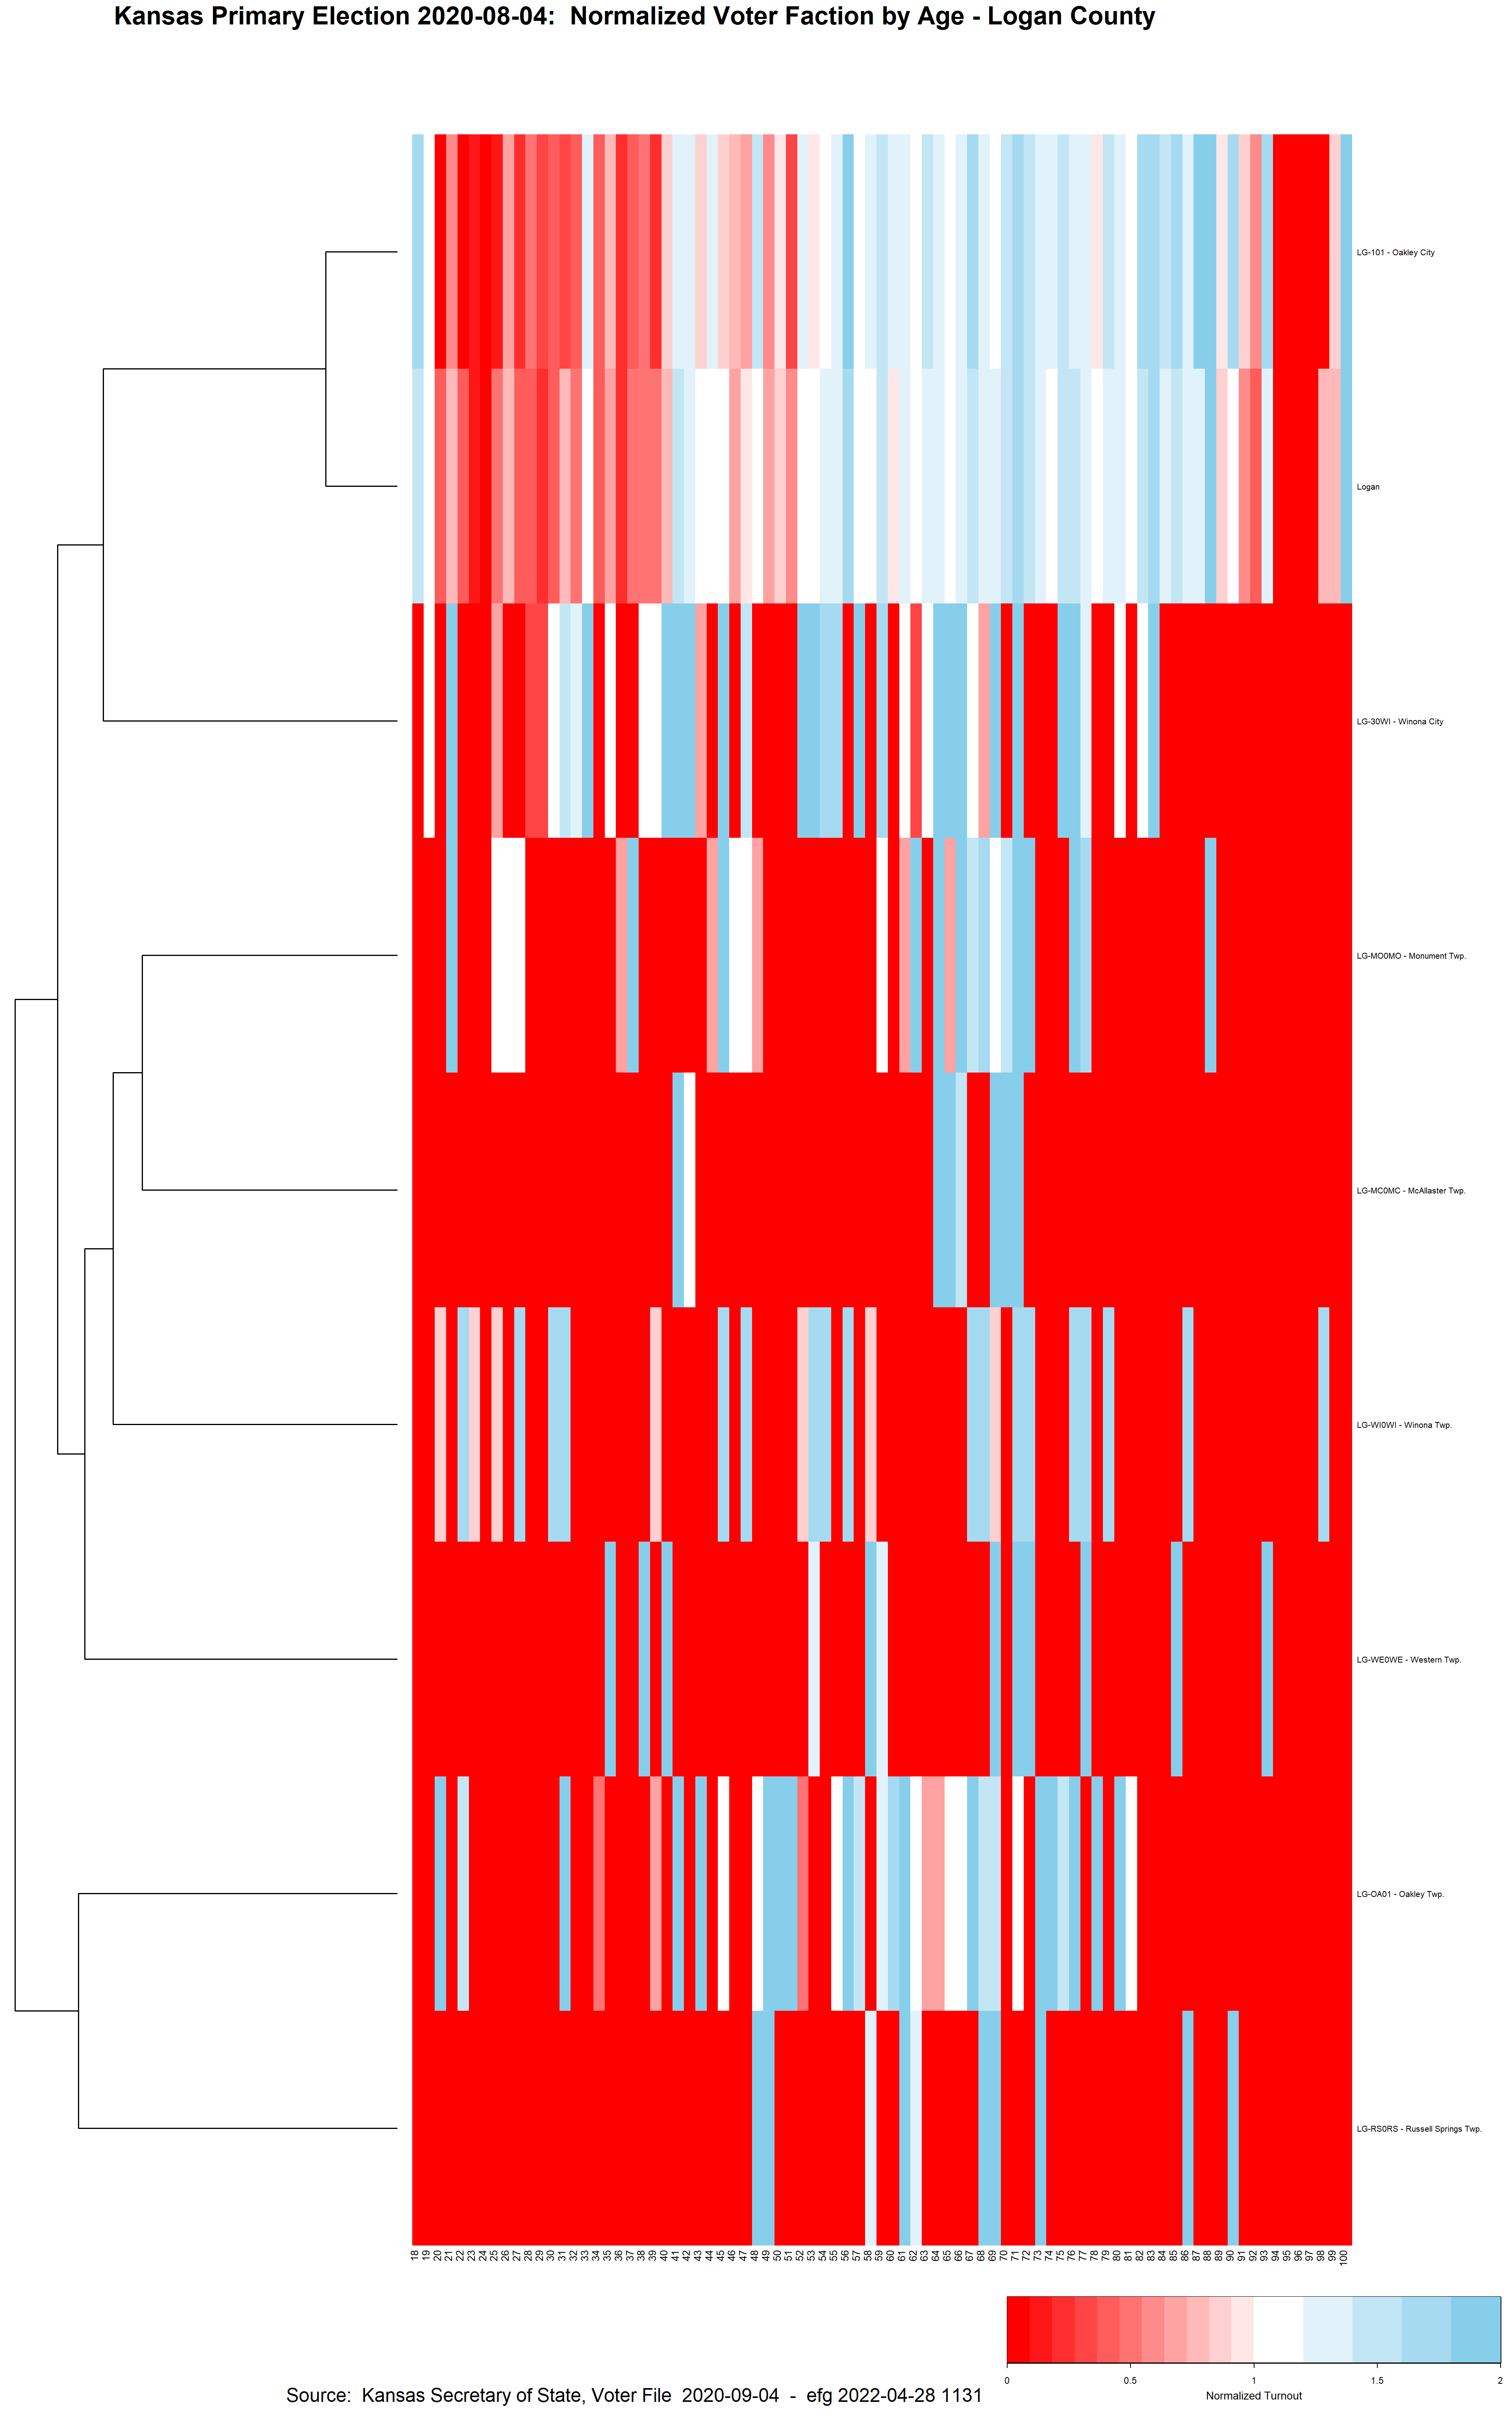 Kansas Primary Election 2020-08-04:  Normalized Voter Faction by Age - Logan County
LG-101 - Oakley City
Logan
LG-30WI - Winona City
LG-MO0MO - Monument Twp.
LG-MC0MC - McAllaster Twp.
LG-WI0WI - Winona Twp.
LG-WE0WE - Western Twp.
LG-OA01 - Oakley Twp.
LG-RS0RS - Russell Springs Twp.
18 19 20 21 22 23 24 25 26 27 28 29 30 31 32 33 34 35 36 37 38 39 40 41 42 43 44 45 46 47 48 49 50 51 52 53 54 55 56 57 58 59 60 61 62 63 64 65 66 67 68 69 70 71 72 73 74 75 76 77 78 79 80 81 82 83 84 85 86 87 88 89 90 91 92 93 94 95 96 97 98 99 100
0 0.5 1 1.5 2
Normalized Turnout
Source:  Kansas Secretary of State, Voter File  2020-09-04  -  efg 2022-04-28 1131